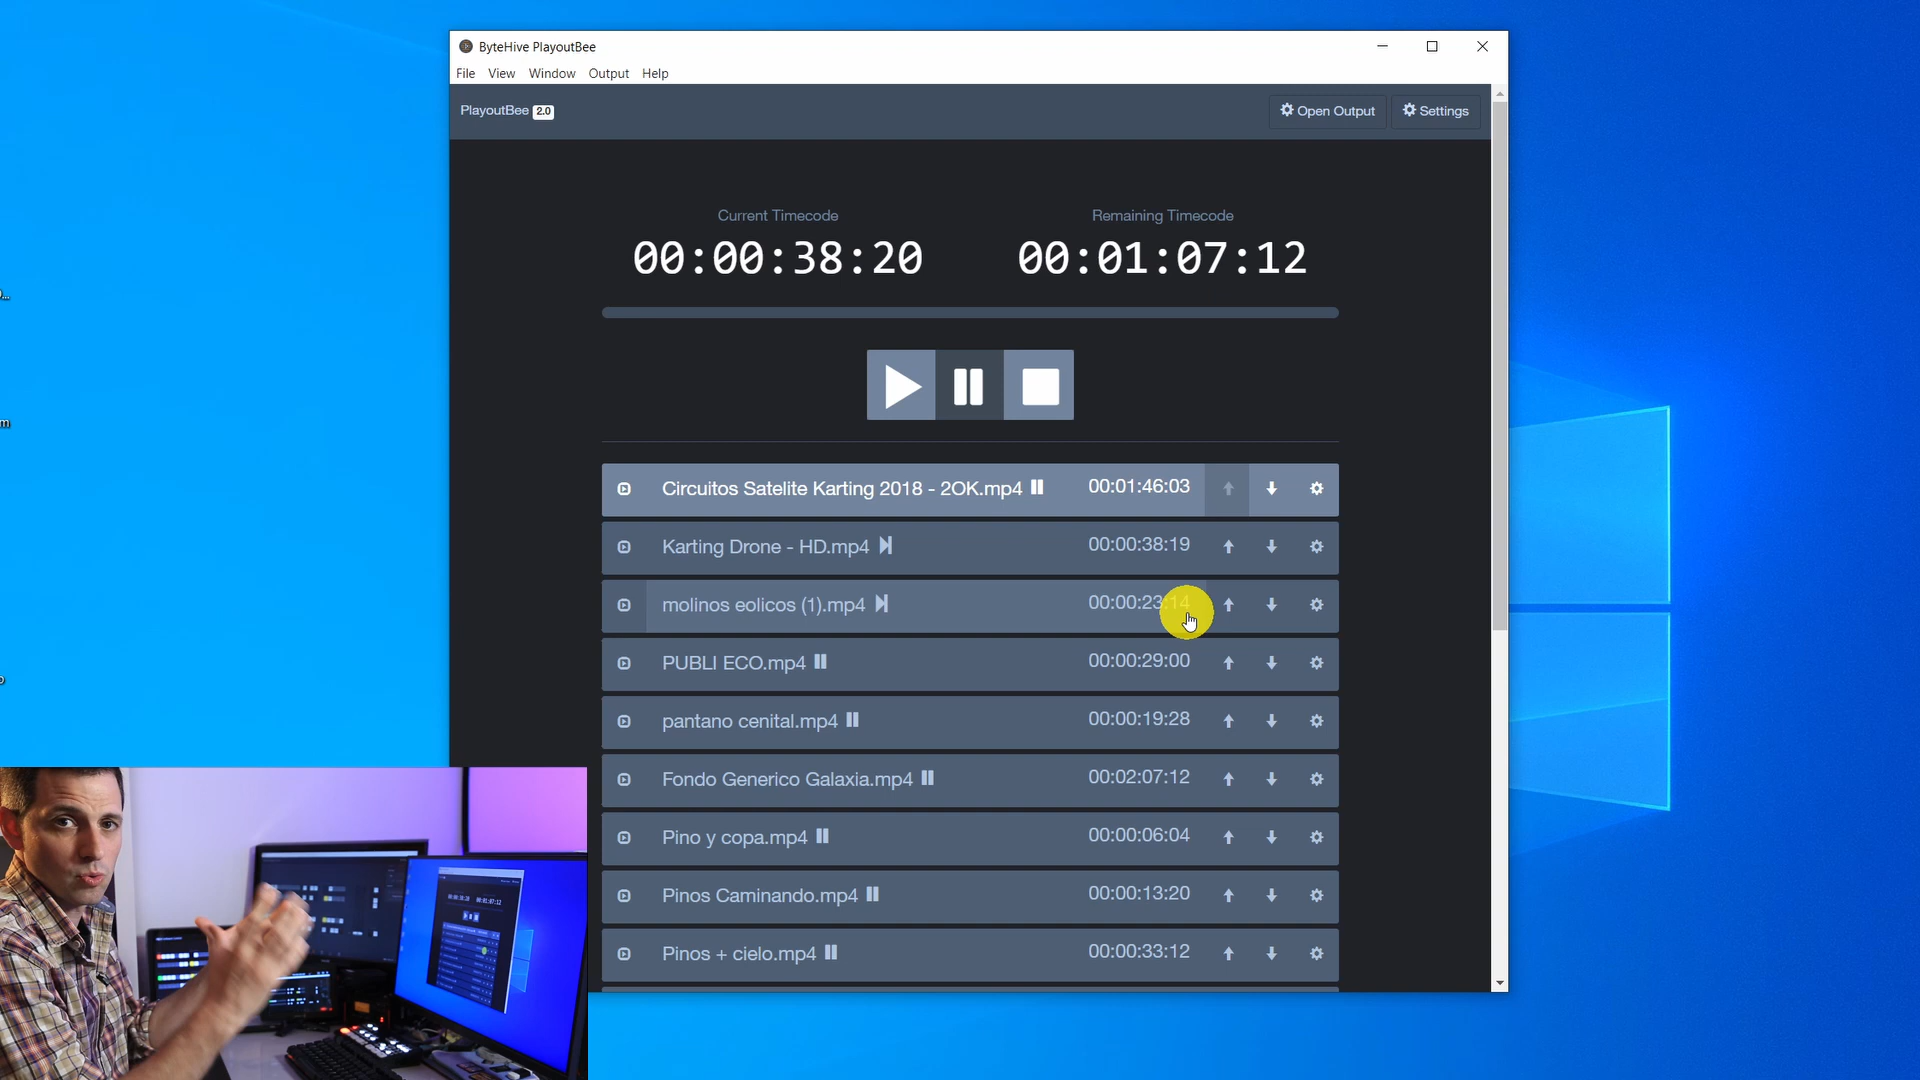 ByteHive PlayoutBee
File View Window Output Help
PlayoutBee 2.0
Open Output Settings
Current Timecode Remaining Timecode
00:00:38:20 00:01:07:12
Circuitos Satelite Karting 2018 - 2OK.mp4 00:01:46:03
Karting Drone - HD.mp4 00:00:38:19
molinos eolicos (1).mp4 00:00:23:14
PUBLI ECO.mp4 00:00:29:00
pantano cenital.mp4 00:00:19:28
Fondo Generico Galaxia.mp4 00:02:07:12
Pino y copa.mp4 00:00:06:04
Pinos Caminando.mp4 00:00:13:20
Pinos + cielo.mp4 00:00:33:12